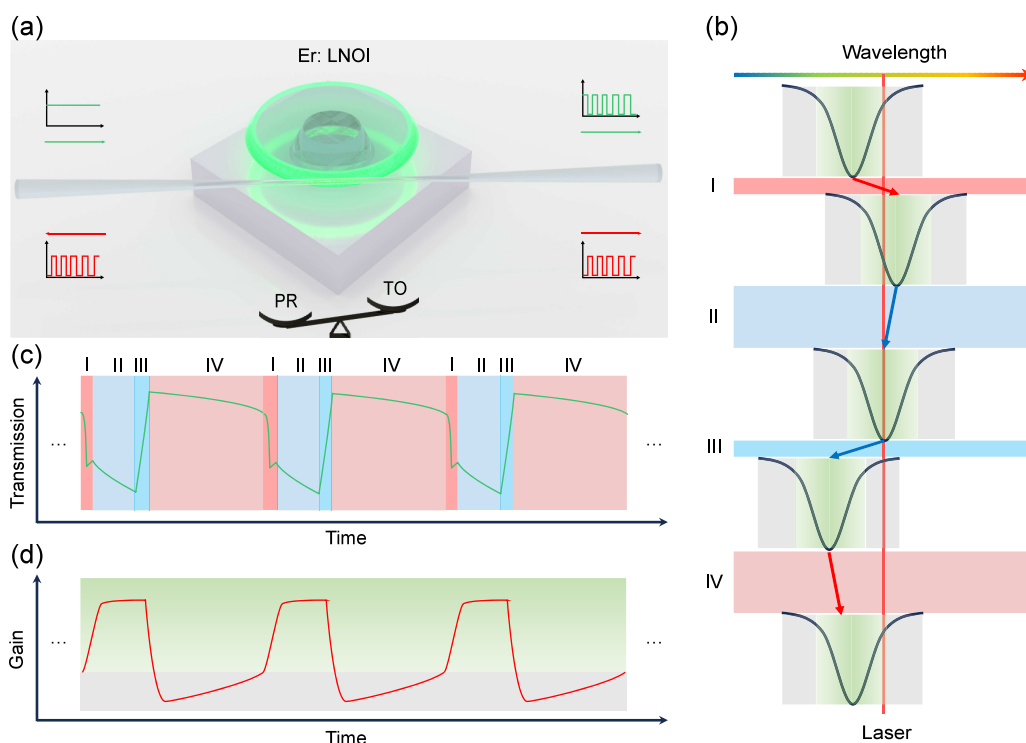 (a)
Er: LNOI
PR
TO
(b)
Wavelength
I
II
III
IV
Laser
(c)
I II III IV I II III IV I II III IV
Transmission
...
...
Time
(d)
Gain
...
...
Time